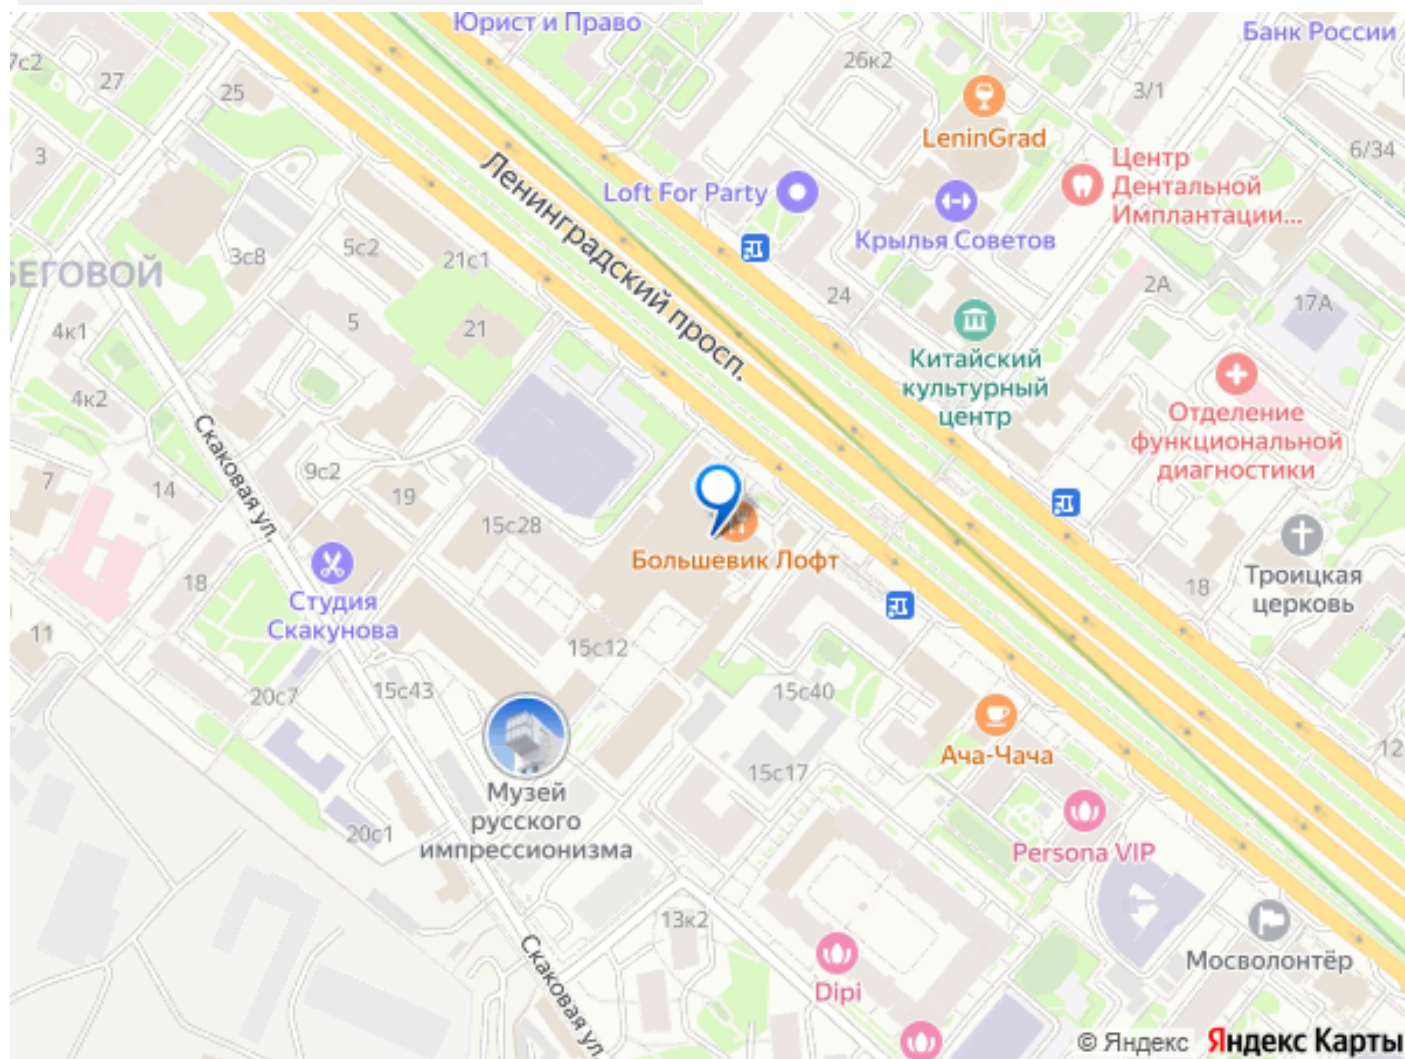 Юрист и Право
Банк России
7с2
27
25
26к2
3/1
LeninGrad
6/34
3
Центр
Дентальной
Имплантации...
Loft For Party
Ленинградский просп.
Крылья Советов
БЕГОВОЙ
3с8
5с2
21с1
24
2А
17А
4к1
5
21
Китайский
культурный
центр
4к2
Отделение
функциональной
диагностики
Скаковая ул.
7
14
9с2
19
15с28
Большевик Лофт
18
Студия
Скакунова
18
Троицкая
церковь
11
15с12
20с7
15с43
15с40
Ача-Чача
12
15с17
Музей
русского
импрессионизма
20с1
Persona VIP
13к2
Скаковая ул.
Dipi
Мосволонтёр
© Яндекс Яндекс Карты